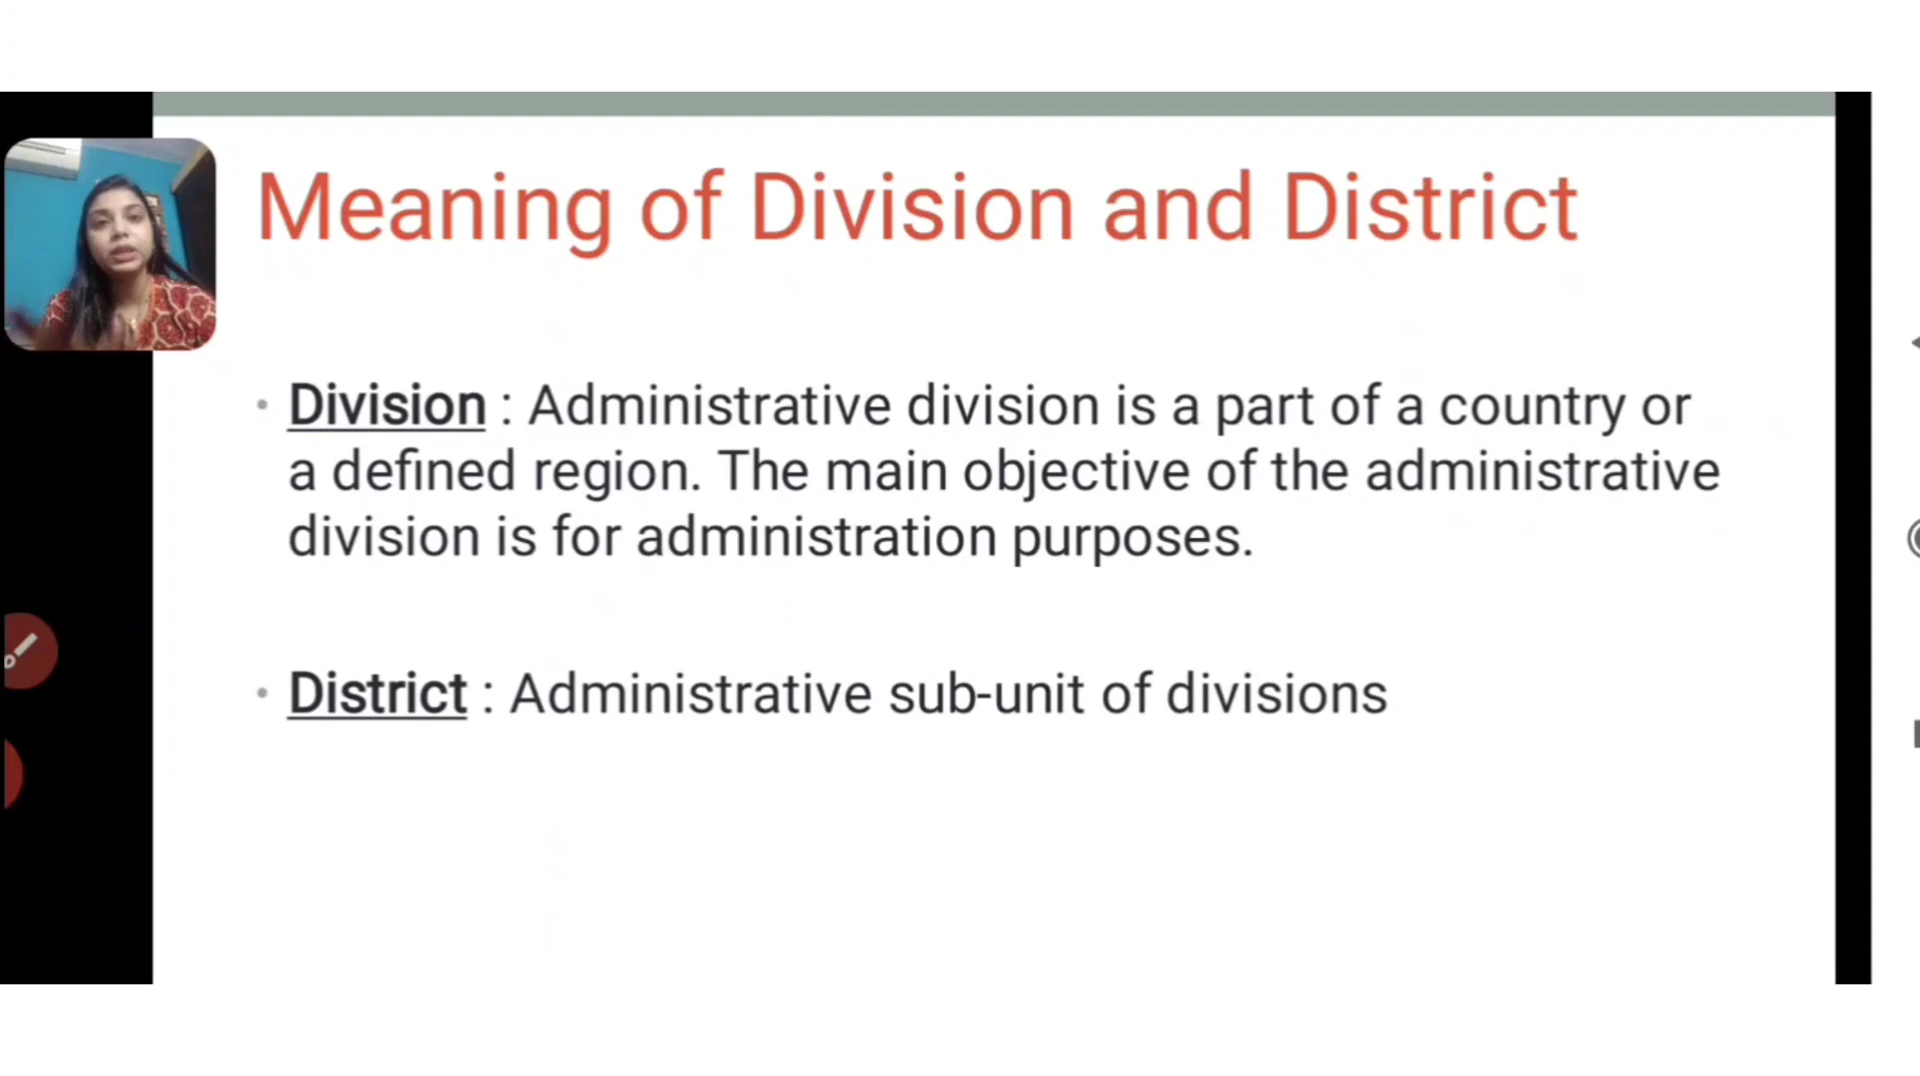 Meaning of Division and District
• Division : Administrative division is a part of a country or
a defined region. The main objective of the administrative
division is for administration purposes.
• District : Administrative sub-unit of divisions